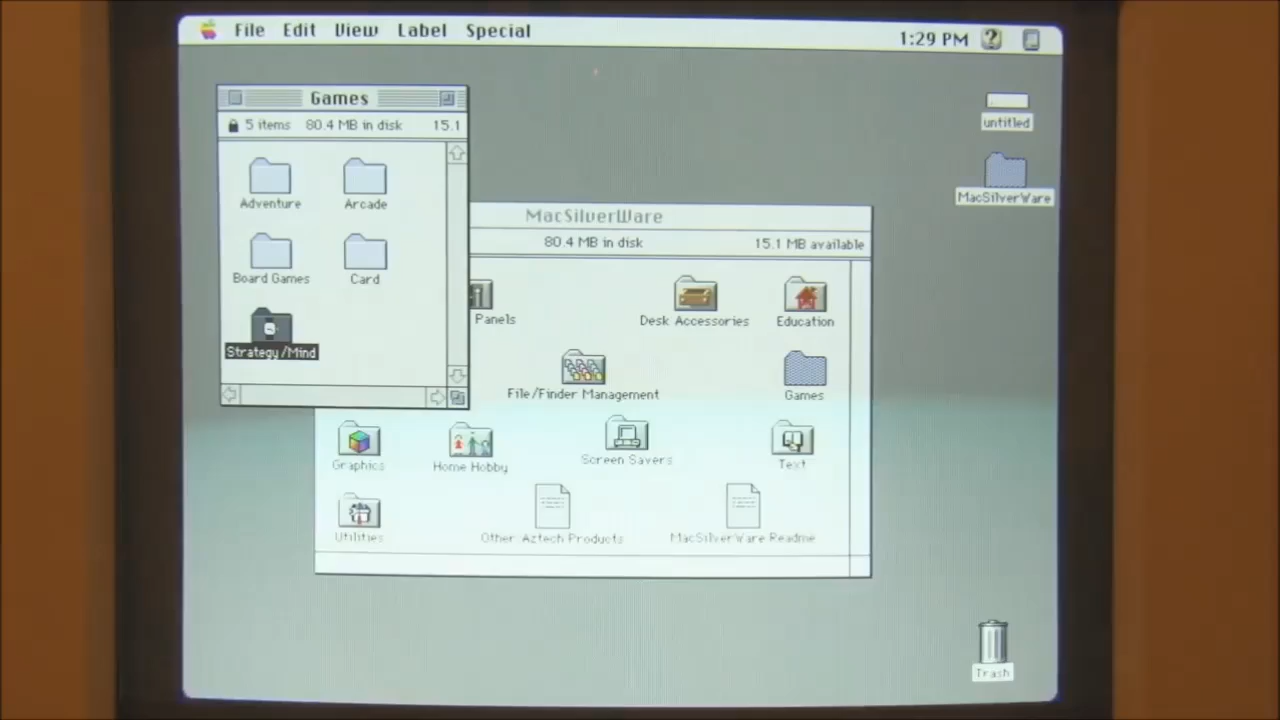 File Edit View Label Special 1:29 PM
Games
5 items 80.4 MB in disk 15.1
Adventure Arcade
Board Games Card
Strategy/Mind
untitled
MacSilverWare
MacSilverWare
80.4 MB in disk 15.1 MB available
Panels Desk Accessories Education
File/Finder Management Games
Graphics Home Hobby Screen Savers Text
Utilities Other Aztech Products MacSilverWare Readme
Trash